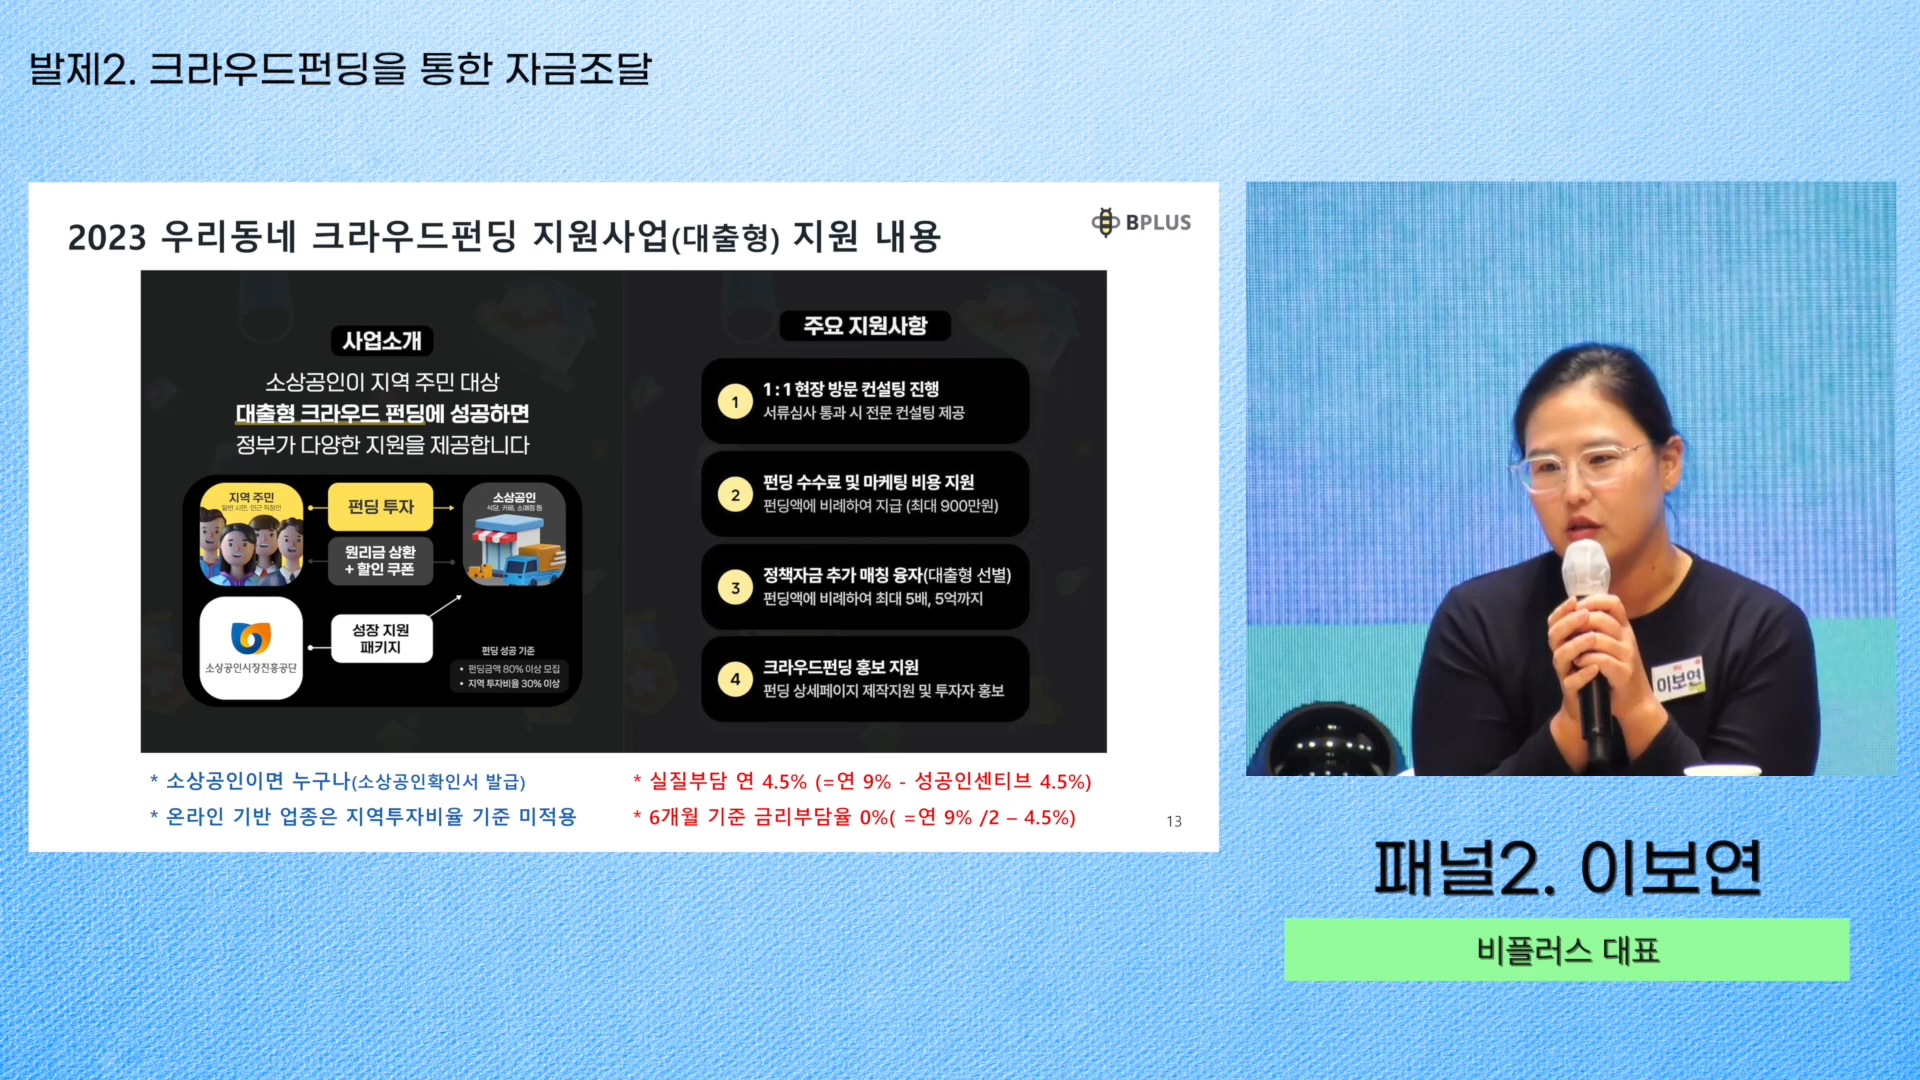 발제2. 크라우드펀딩을 통한 자금조달
2023 우리동네 크라우드펀딩 지원사업(대출형) 지원 내용
BPLUS
사업소개
소상공인이 지역 주민 대상
대출형 크라우드 펀딩에 성공하면
정부가 다양한 지원을 제공합니다
지역 주민
일반 시민, 인근 직장인
펀딩 투자
원리금 상환
+ 할인 쿠폰
소상공인
식당, 카페, 소매점 등
소상공인시장진흥공단
성장 지원
패키지
펀딩 성공 기준
• 펀딩금액 80% 이상 모집
• 지역 투자비율 30% 이상
주요 지원사항
1
1 : 1 현장 방문 컨설팅 진행
서류심사 통과 시 전문 컨설팅 제공
2
펀딩 수수료 및 마케팅 비용 지원
펀딩액에 비례하여 지급 (최대 900만원)
3
정책자금 추가 매칭 융자(대출형 선별)
펀딩액에 비례하여 최대 5배, 5억까지
4
크라우드펀딩 홍보 지원
펀딩 상세페이지 제작지원 및 투자자 홍보
* 소상공인이면 누구나(소상공인확인서 발급)
* 온라인 기반 업종은 지역투자비율 기준 미적용
* 실질부담 연 4.5% (=연 9% - 성공인센티브 4.5%)
* 6개월 기준 금리부담율 0%( =연 9% /2 – 4.5%)
13
이보연
패널2. 이보연
비플러스 대표